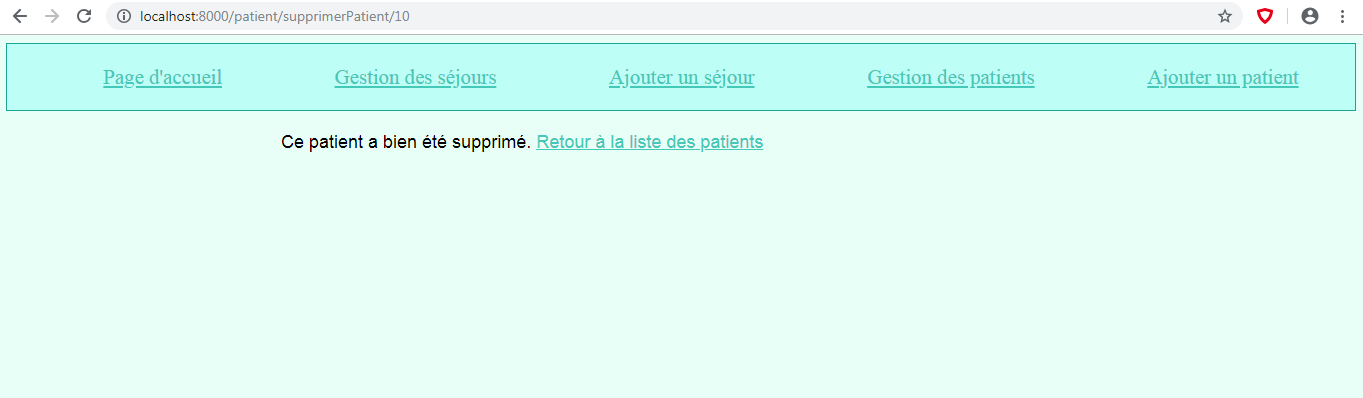 localhost:8000/patient/supprimerPatient/10
Page d'accueil Gestion des séjours Ajouter un séjour Gestion des patients Ajouter un patient
Ce patient a bien été supprimé. Retour à la liste des patients